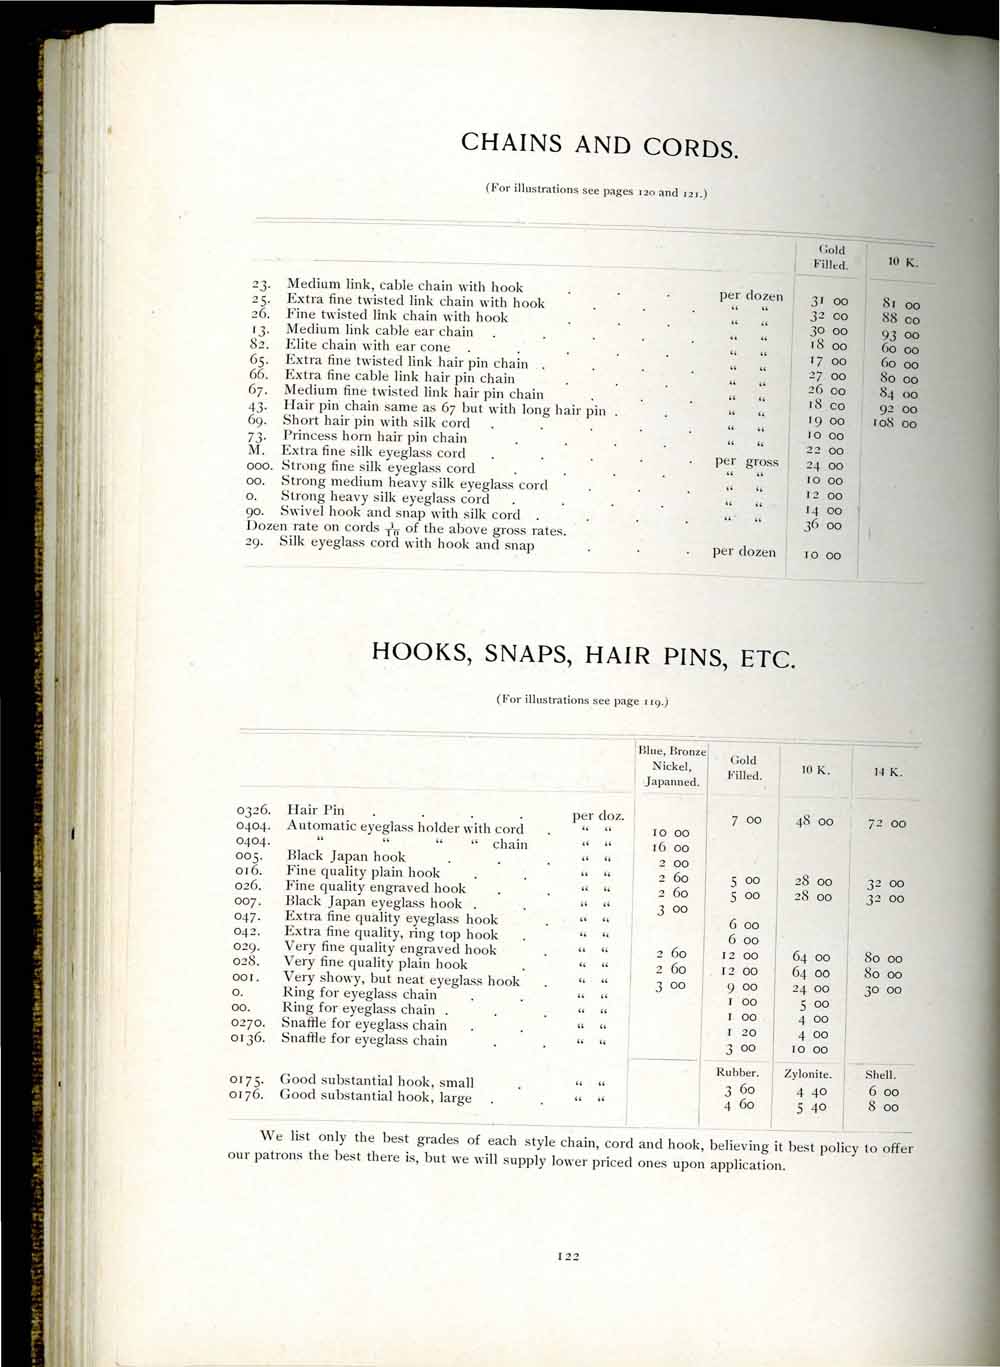 CHAINS AND CORDS.
(For illustrations see pages 120 and 121.)
Gold Filled. 10 K.
23. Medium link, cable chain with hook . . . per dozen 31 00 81 00
25. Extra fine twisted link chain with hook . . . " " 32 00 88 00
26. Fine twisted link chain with hook . . . " " 30 00 93 00
13. Medium link cable ear chain . . . . " " 18 00 60 00
82. Elite chain with ear cone . . . . " " 17 00 60 00
65. Extra fine twisted link hair pin chain . . . " " 27 00 80 00
66. Extra fine cable link hair pin chain . . . " " 26 00 84 00
67. Medium fine twisted link hair pin chain . . . " " 18 00 92 00
43. Hair pin chain same as 67 but with long hair pin . . " " 19 00 108 00
69. Short hair pin with silk cord . . . . " " 10 00
73. Princess horn hair pin chain . . . . " " 22 00
M. Extra fine silk eyeglass cord . . . . per gross 24 00
000. Strong fine silk eyeglass cord . . . . " " 10 00
00. Strong medium heavy silk eyeglass cord . . . " " 12 00
0. Strong heavy silk eyeglass cord . . . . " " 14 00
90. Swivel hook and snap with silk cord . . . " " 36 00
Dozen rate on cords 1/10 of the above gross rates.
29. Silk eyeglass cord with hook and snap . . . per dozen 10 00
HOOKS, SNAPS, HAIR PINS, ETC.
(For illustrations see page 119.)
Blue, Bronze Nickel, Japanned. Gold Filled. 10 K. 14 K.
0326. Hair Pin . . . . per doz. 7 00 48 00 72 00
0404. Automatic eyeglass holder with cord . " " 10 00
0404. " " " " chain " " 16 00
005. Black Japan hook . . . " " 2 00
016. Fine quality plain hook . . " " 2 60 5 00 28 00 32 00
026. Fine quality engraved hook . . " " 2 60 5 00 28 00 32 00
007. Black Japan eyeglass hook . . " " 3 00
047. Extra fine quality eyeglass hook . " " 6 00
042. Extra fine quality, ring top hook . " " 6 00
029. Very fine quality engraved hook . " " 2 60 12 00 64 00 80 00
028. Very fine quality plain hook . " " 2 60 12 00 64 00 80 00
001. Very showy, but neat eyeglass hook . " " 3 00 9 00 24 00 30 00
0. Ring for eyeglass chain . . " " 1 00 5 00
00. Ring for eyeglass chain . . . " " 1 00 4 00
0270. Snaffle for eyeglass chain . . " " 1 20 4 00
0136. Snaffle for eyeglass chain . . " " 3 00 10 00
Rubber. Zylonite. Shell.
0175. Good substantial hook, small . " " 3 60 4 40 6 00
0176. Good substantial hook, large . . " " 4 60 5 40 8 00
We list only the best grades of each style chain, cord and hook, believing it best policy to offer
our patrons the best there is, but we will supply lower priced ones upon application.
122